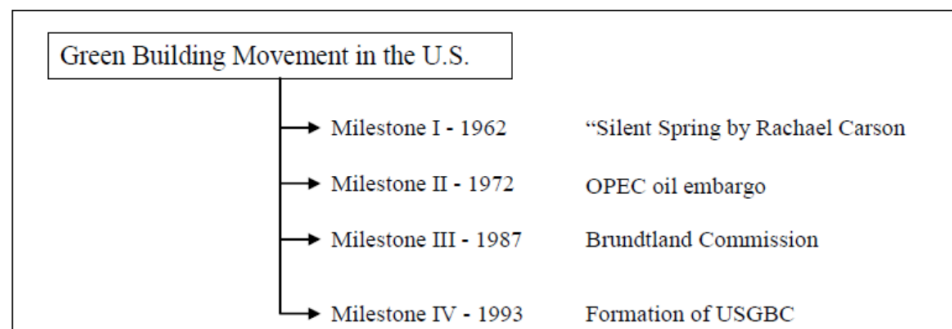 Green Building Movement in the U.S.
Milestone I - 1962 “Silent Spring by Rachael Carson
Milestone II - 1972 OPEC oil embargo
Milestone III - 1987 Brundtland Commission
Milestone IV - 1993 Formation of USGBC